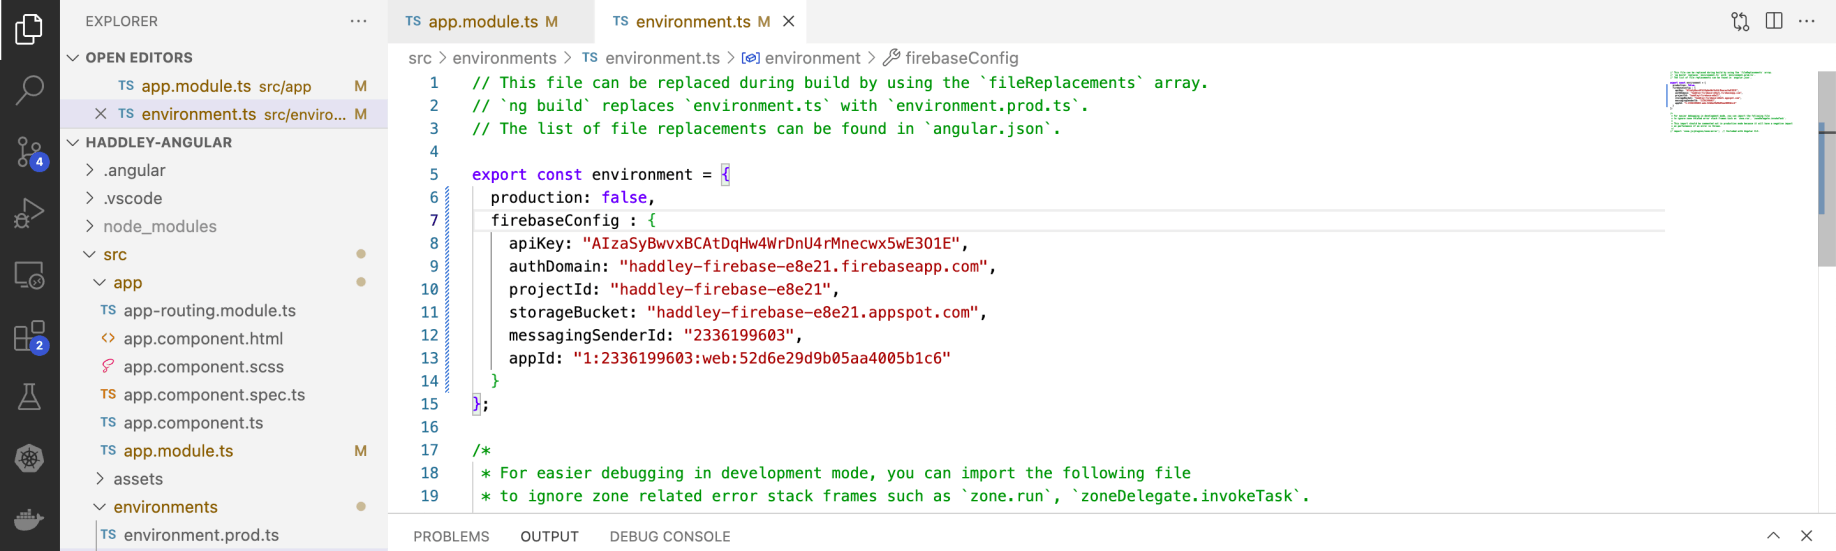 EXPLORER
OPEN EDITORS
TS app.module.ts src/app M
TS environment.ts src/enviro... M
HADDLEY-ANGULAR
.angular
.vscode
node_modules
src
app
TS app-routing.module.ts
<> app.component.html
app.component.scss
TS app.component.spec.ts
TS app.component.ts
TS app.module.ts M
assets
environments
TS environment.prod.ts
4
2
TS app.module.ts M
TS environment.ts M
src > environments > TS environment.ts > environment > firebaseConfig
1 // This file can be replaced during build by using the `fileReplacements` array.
2 // `ng build` replaces `environment.ts` with `environment.prod.ts`.
3 // The list of file replacements can be found in `angular.json`.
4
5 export const environment = {
6 production: false,
7 firebaseConfig : {
8 apiKey: "AIzaSyBwvxBCAtDqHw4WrDnU4rMnecwx5wE3O1E",
9 authDomain: "haddley-firebase-e8e21.firebaseapp.com",
10 projectId: "haddley-firebase-e8e21",
11 storageBucket: "haddley-firebase-e8e21.appspot.com",
12 messagingSenderId: "2336199603",
13 appId: "1:2336199603:web:52d6e29d9b05aa4005b1c6"
14 }
15 };
16
17 /*
18 * For easier debugging in development mode, you can import the following file
19 * to ignore zone related error stack frames such as `zone.run`, `zoneDelegate.invokeTask`.
PROBLEMS OUTPUT DEBUG CONSOLE